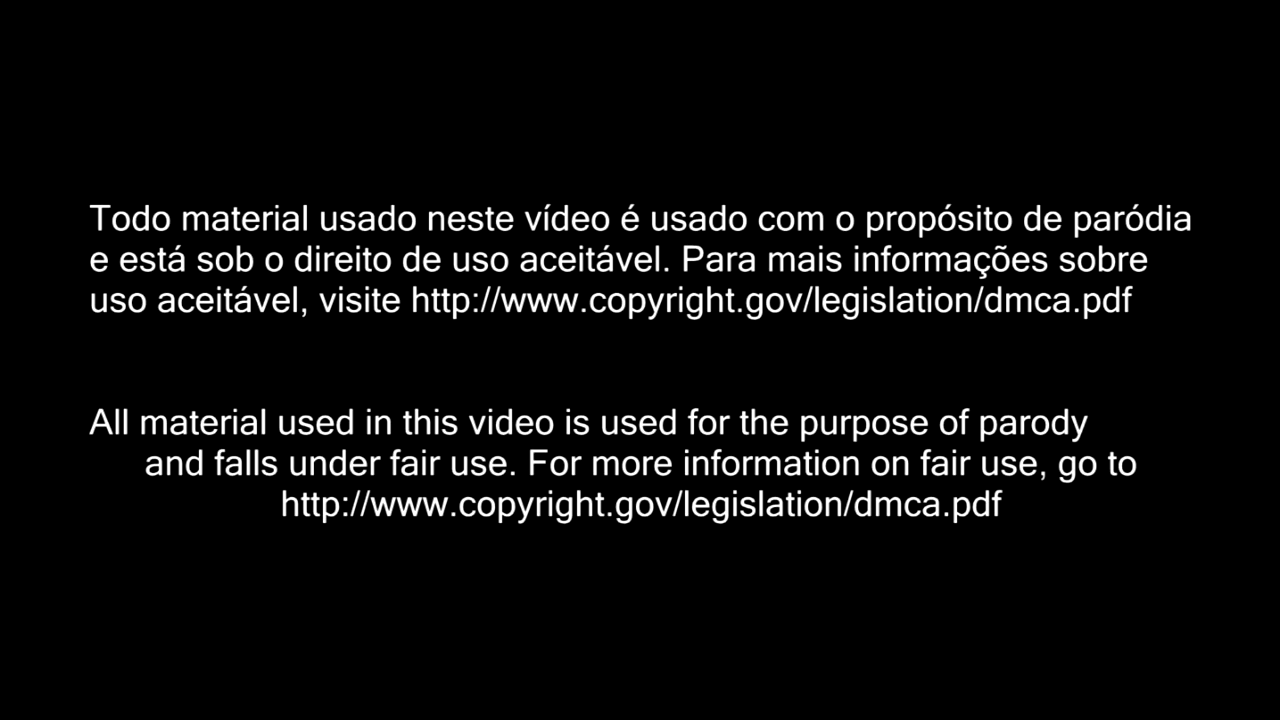 Todo material usado neste vídeo é usado com o propósito de paródia
e está sob o direito de uso aceitável. Para mais informações sobre
uso aceitável, visite http://www.copyright.gov/legislation/dmca.pdf
All material used in this video is used for the purpose of parody
and falls under fair use. For more information on fair use, go to
http://www.copyright.gov/legislation/dmca.pdf